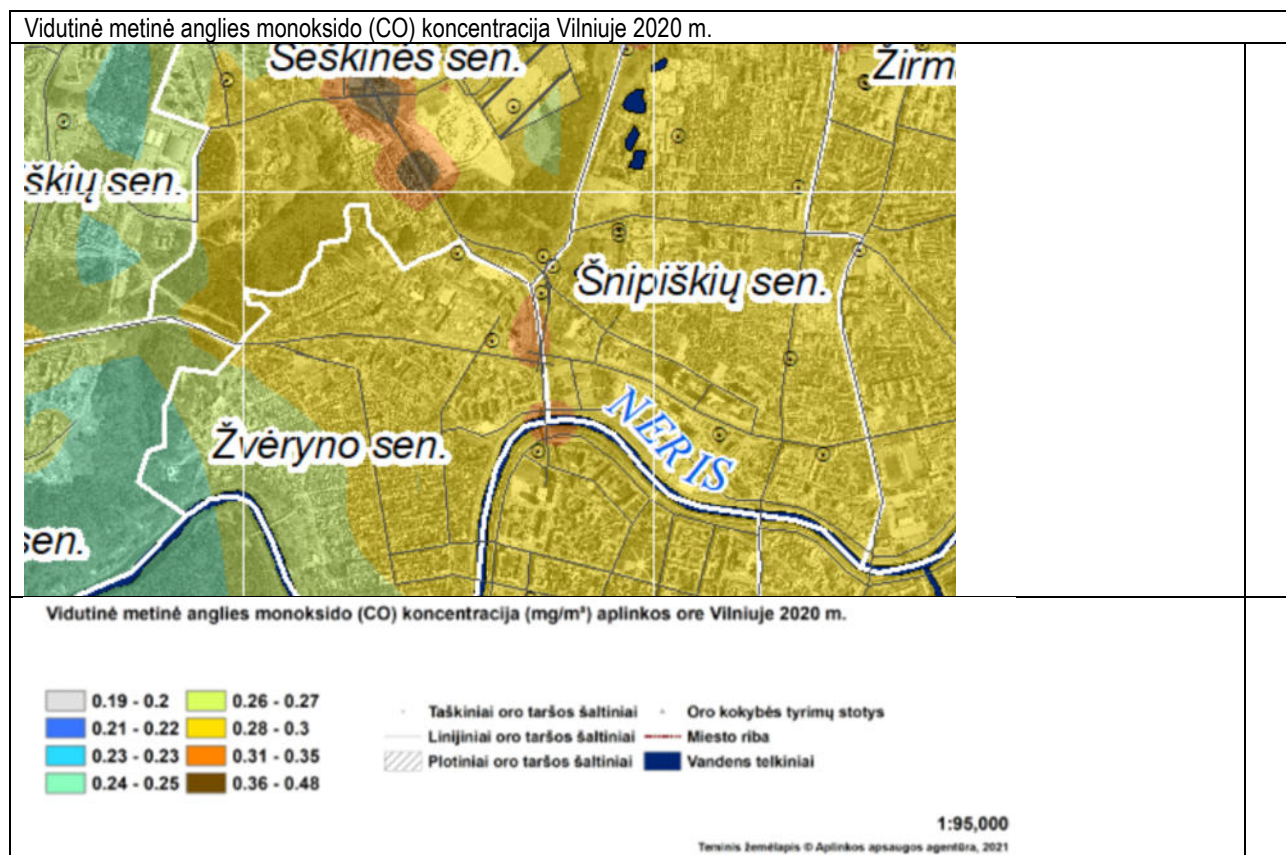 Vidutinė metinė anglies monoksido (CO) koncentracija Vilniuje 2020 m.
Šeškinės sen.
Žirm
iškių sen.
Šnipiškių sen.
NERIS
Žvėryno sen.
sen.
Vidutinė metinė anglies monoksido (CO) koncentracija (mg/m³) aplinkos ore Vilniuje 2020 m.
0.19 - 0.2
0.21 - 0.22
0.23 - 0.23
0.24 - 0.25
0.26 - 0.27
0.28 - 0.3
0.31 - 0.35
0.36 - 0.48
Taškiniai oro taršos šaltiniai
Linijiniai oro taršos šaltiniai
Plotiniai oro taršos šaltiniai
Oro kokybės tyrimų stotys
Miesto riba
Vandens telkiniai
1:95,000
Teminis žemėlapis © Aplinkos apsaugos agentūra, 2021